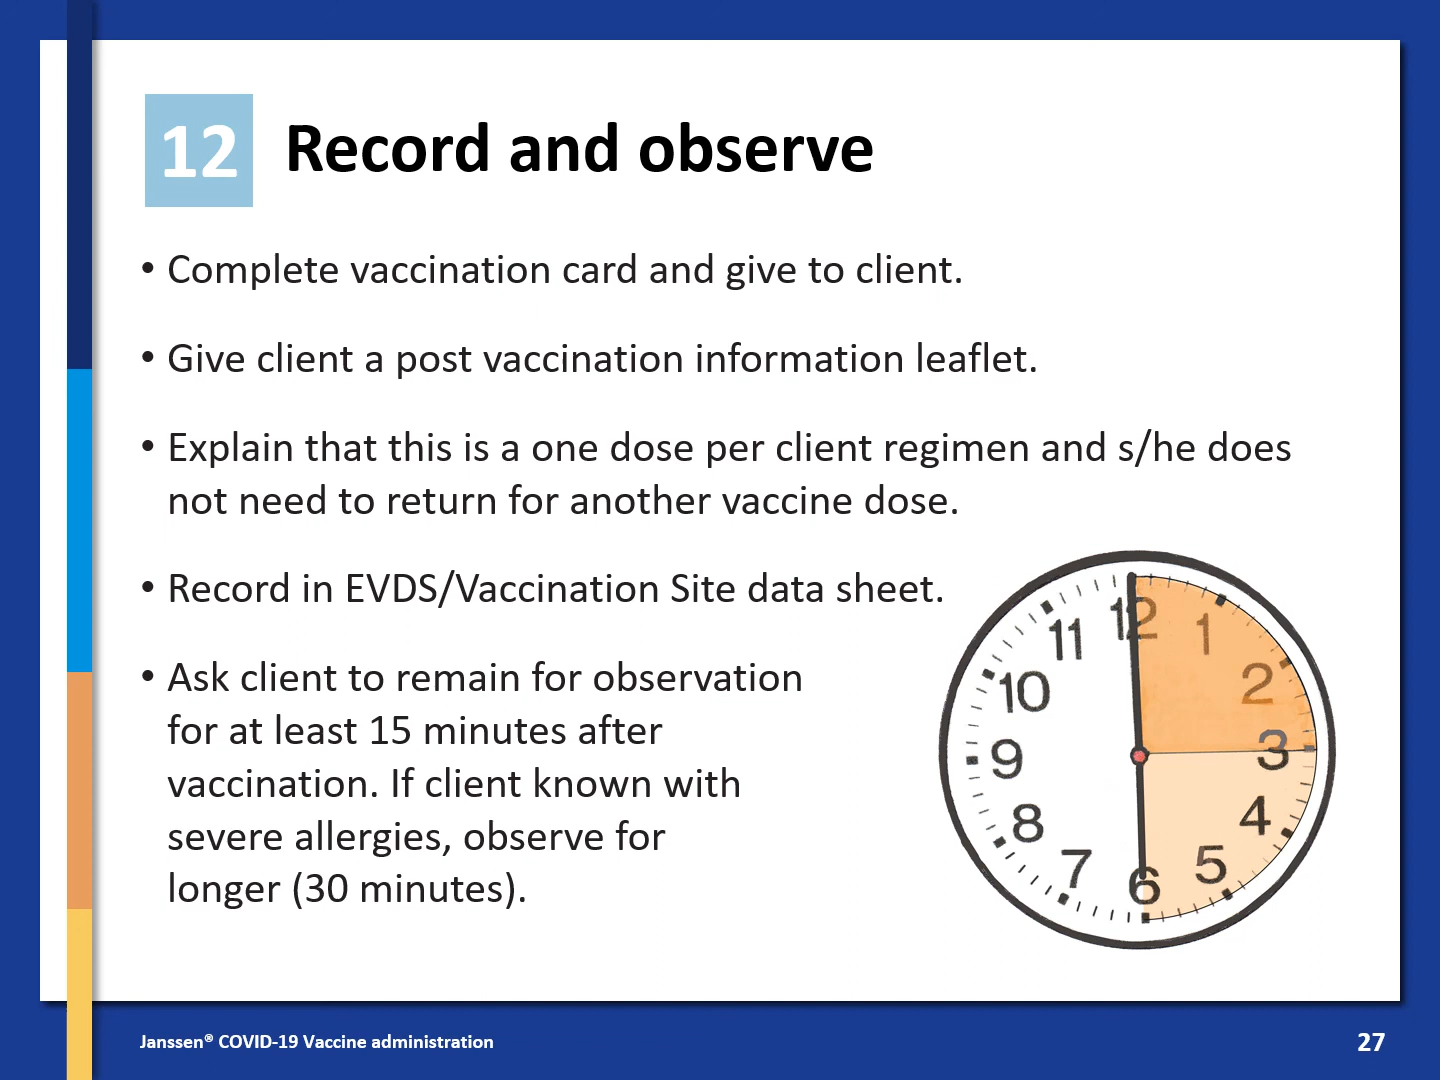 12 Record and observe
• Complete vaccination card and give to client.
• Give client a post vaccination information leaflet.
• Explain that this is a one dose per client regimen and s/he does
not need to return for another vaccine dose.
• Record in EVDS/Vaccination Site data sheet.
• Ask client to remain for observation
for at least 15 minutes after
vaccination. If client known with
severe allergies, observe for
longer (30 minutes).
12
1
2
3
4
5
6
7
8
9
10
11
Janssen® COVID-19 Vaccine administration
27